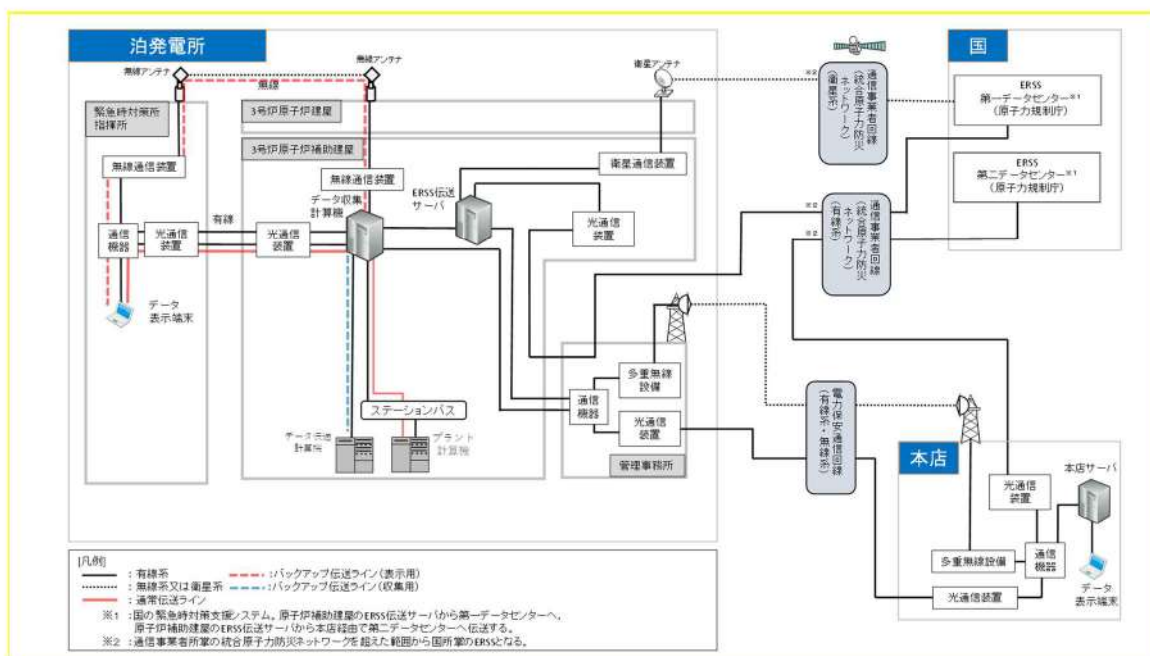 泊発電所
国
無線アンテナ
無線アンテナ
無線
衛星アンテナ
※2
通信事業者回線
(統合原子力防災
ネットワーク)
(衛星系)
ERSS
第一データセンター※1
(原子力規制庁)
緊急時対策所
指揮所
3号炉原子炉建屋
3号炉原子炉補助建屋
無線通信装置
無線通信装置
衛星通信装置
ERSS
第二データセンター※1
(原子力規制庁)
データ収集
計算機
ERSS伝送
サーバ
有線
通信
機器
光通信
装置
光通信
装置
光通信
装置
※2
※2
通信事業者回線
(統合原子力防災
ネットワーク)
(有線系)
データ
表示端末
多重無線
設備
通信
機器
光通信
装置
管理事務所
ステーションバス
データ伝送
計算機
プラント
計算機
電力保安通信回線
(有線系・無線系)
本店
本店サーバ
光通信
装置
多重無線設備
通信
機器
光通信装置
データ
表示端末
[凡例]
:有線系
:バックアップ伝送ライン(表示用)
:無線系又は衛星系
:バックアップ伝送ライン(収集用)
:通常伝送ライン
※1 :国の緊急時対策支援システム。原子炉補助建屋のERSS伝送サーバから第一データセンターへ、
原子炉補助建屋のERSS伝送サーバから本店経由で第二データセンターへ伝送する。
※2 :通信事業者所掌の統合原子力防災ネットワークを超えた範囲から国所掌のERSSとなる。